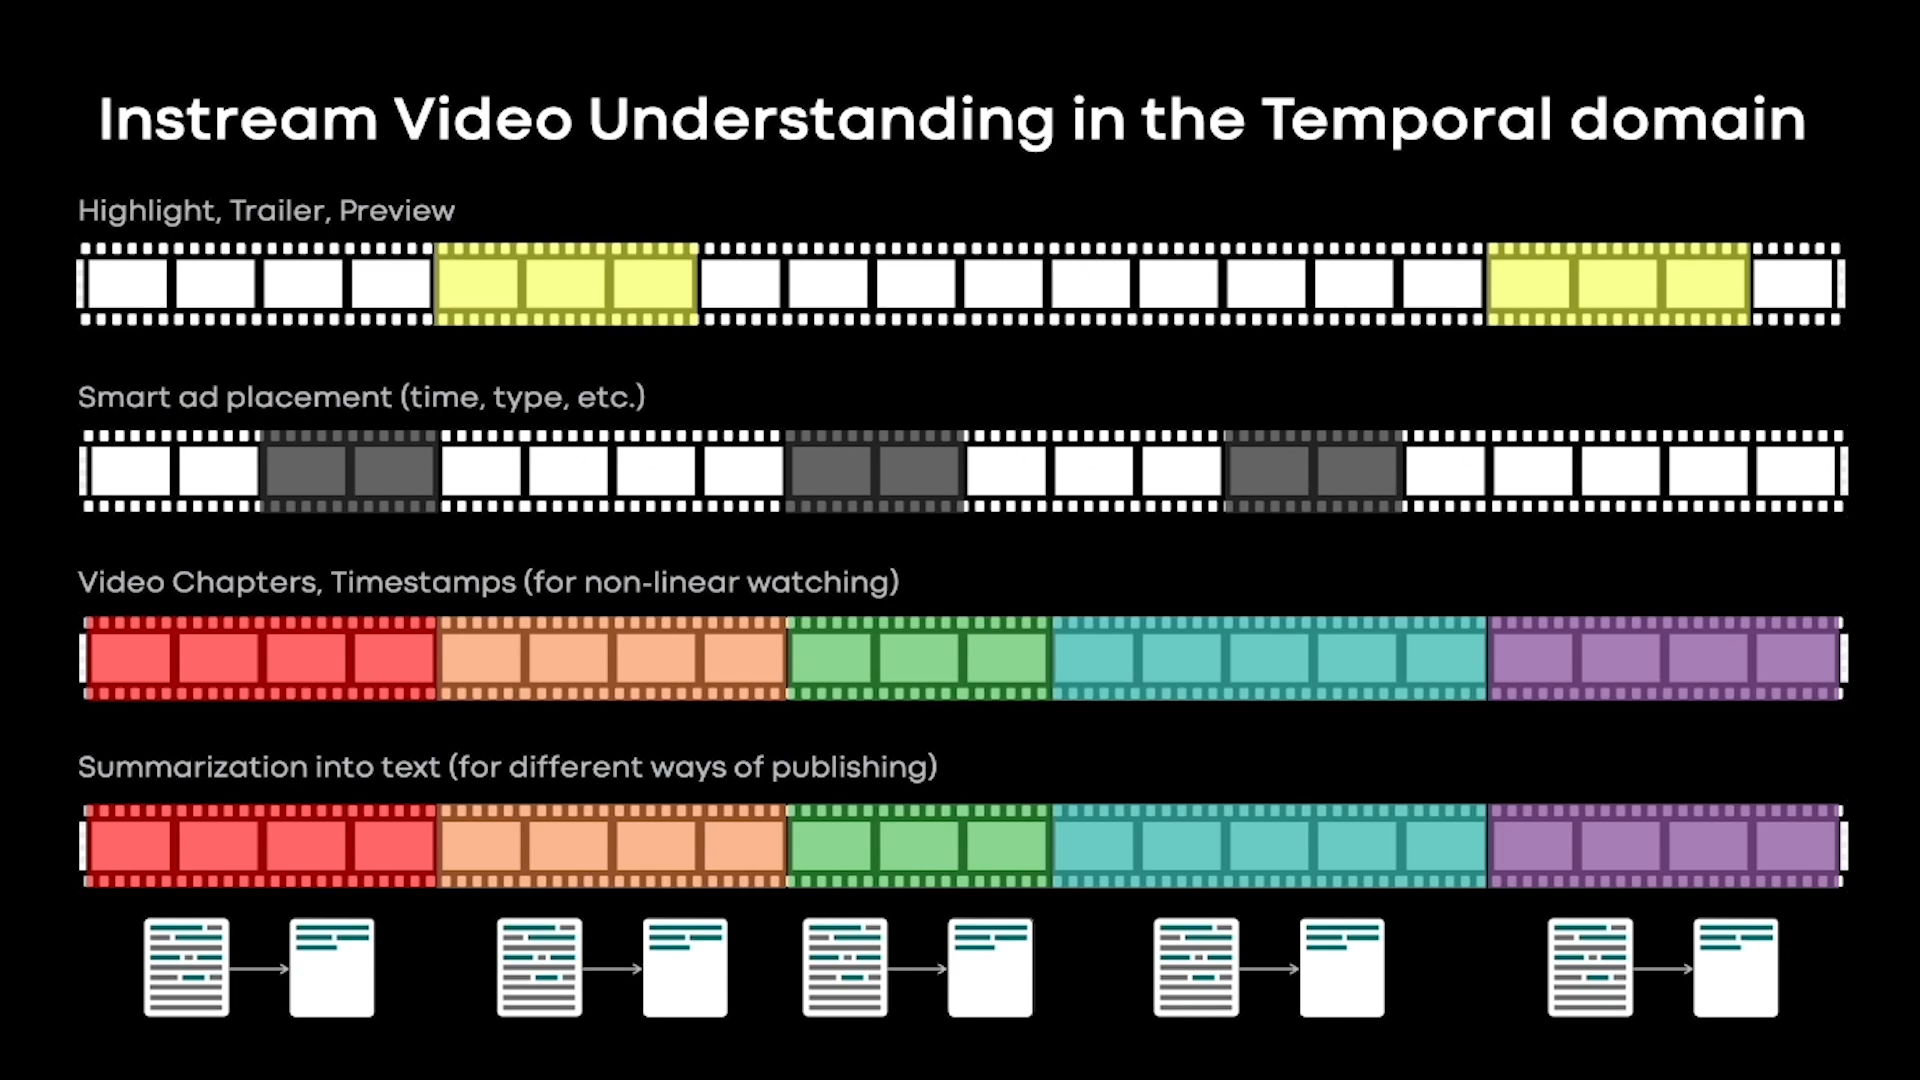 Instream Video Understanding in the Temporal domain
Highlight, Trailer, Preview
Smart ad placement (time, type, etc.)
Video Chapters, Timestamps (for non-linear watching)
Summarization into text (for different ways of publishing)